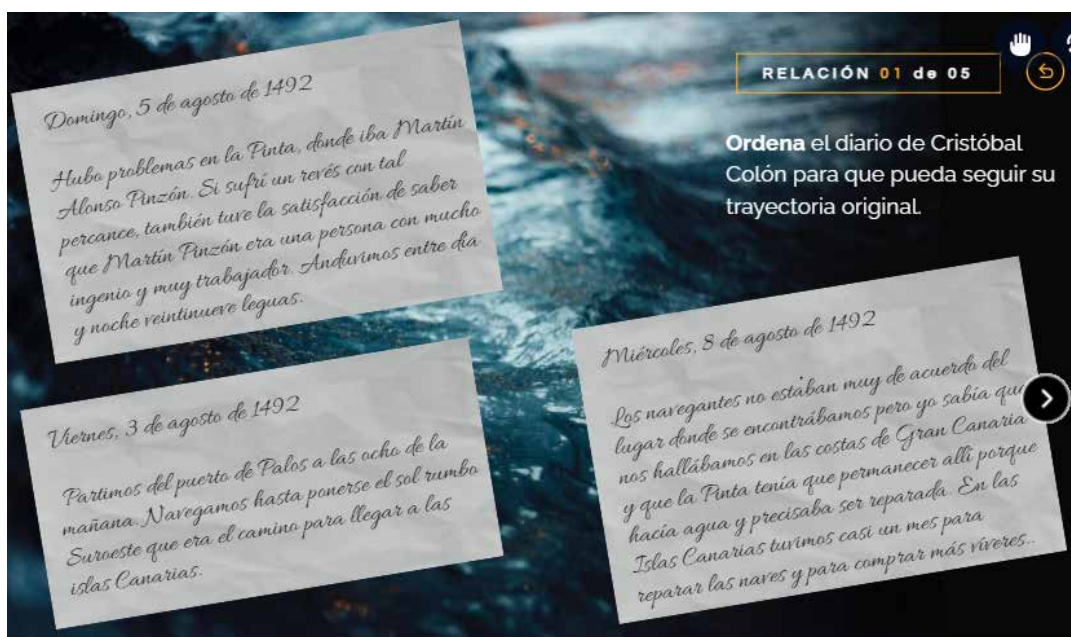 Domingo, 5 de agosto de 1492
Hubo problemas en la Pinta, donde iba Martín
Alonso Pinzón. Si sufrí un revés con tal
percance, también tuve la satisfacción de saber
que Martín Pinzón era una persona con mucho
ingenio y muy trabajador. Anduvimos entre día
y noche veintinueve leguas.
Viernes, 3 de agosto de 1492
Partimos del puerto de Palos a las ocho de la
mañana. Navegamos hasta ponerse el sol rumbo
Suroeste que era el camino para llegar a las
islas Canarias.
RELACIÓN 01 de 05
Ordena el diario de Cristóbal
Colón para que pueda seguir su
trayectoria original.
Miércoles, 8 de agosto de 1492
Los navegantes no estaban muy de acuerdo del
lugar donde se encontrábamos pero yo sabía que
nos hallábamos en las costas de Gran Canaria
y que la Pinta tenía que permanecer allí porque
hacía agua y precisaba ser reparada. En las
Islas Canarias tuvimos casi un mes para
reparar las naves y para comprar más víveres..